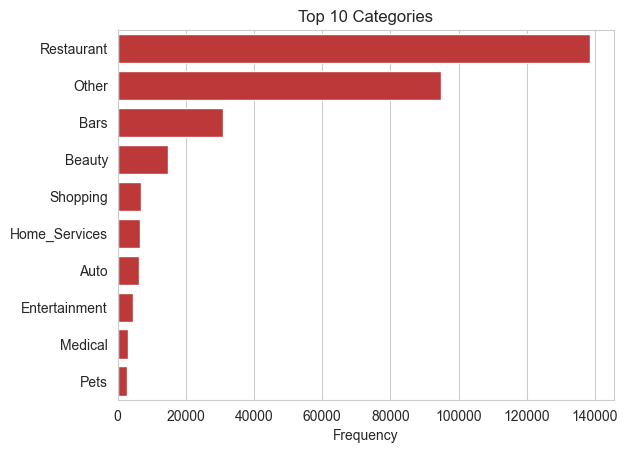 Top 10 Categories
Restaurant
Other
Bars
Beauty
Shopping
Home_Services
Auto
Entertainment
Medical
Pets
0 20000 40000 60000 80000 100000 120000 140000
Frequency